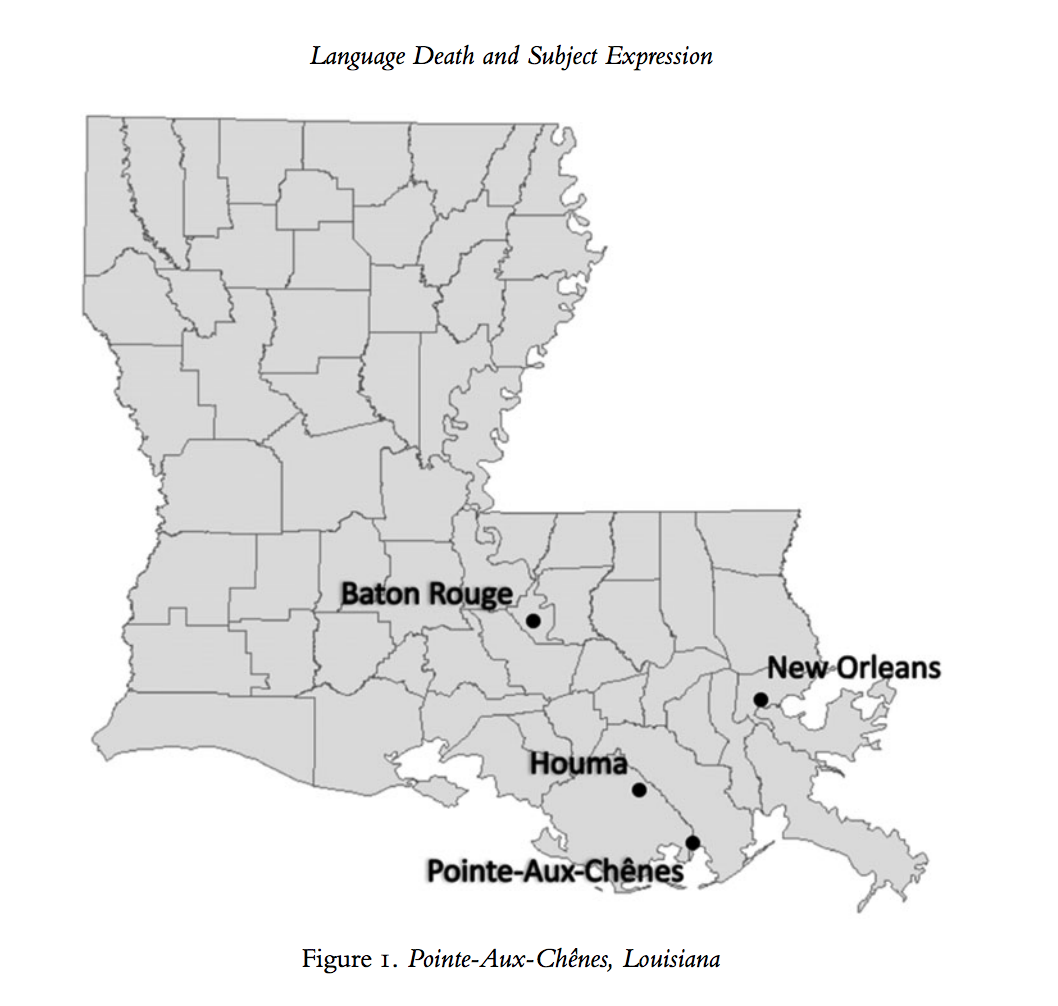 Language Death and Subject Expression
Baton Rouge
New Orleans
Houma
Pointe-Aux-Chênes
Figure 1. Pointe-Aux-Chênes, Louisiana